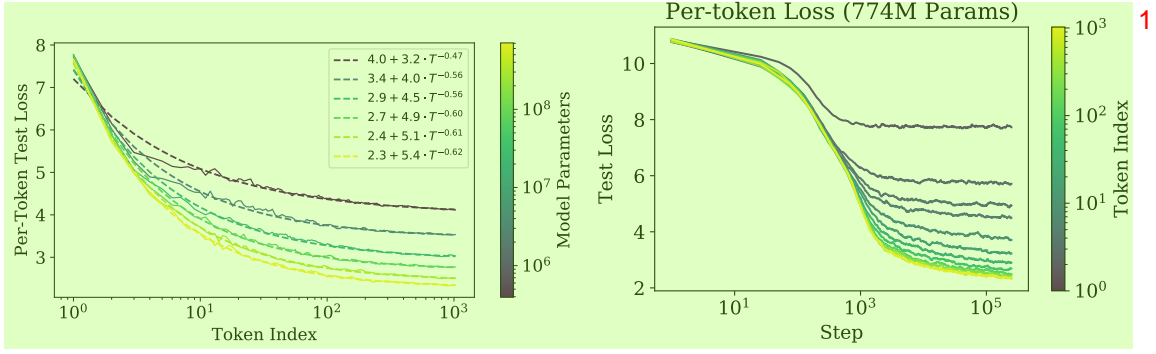 Per-token Loss (774M Params)
1
8
7
6
5
4
3
Per-Token Test Loss
4.0 + 3.2 · T^−0.47
3.4 + 4.0 · T^−0.56
2.9 + 4.5 · T^−0.56
2.7 + 4.9 · T^−0.60
2.4 + 5.1 · T^−0.61
2.3 + 5.4 · T^−0.62
10^0
10^1
10^2
10^3
Token Index
10^8
10^7
10^6
Model Parameters
10
8
6
4
2
Test Loss
10^1
10^3
10^5
Step
10^3
10^2
10^1
10^0
Token Index